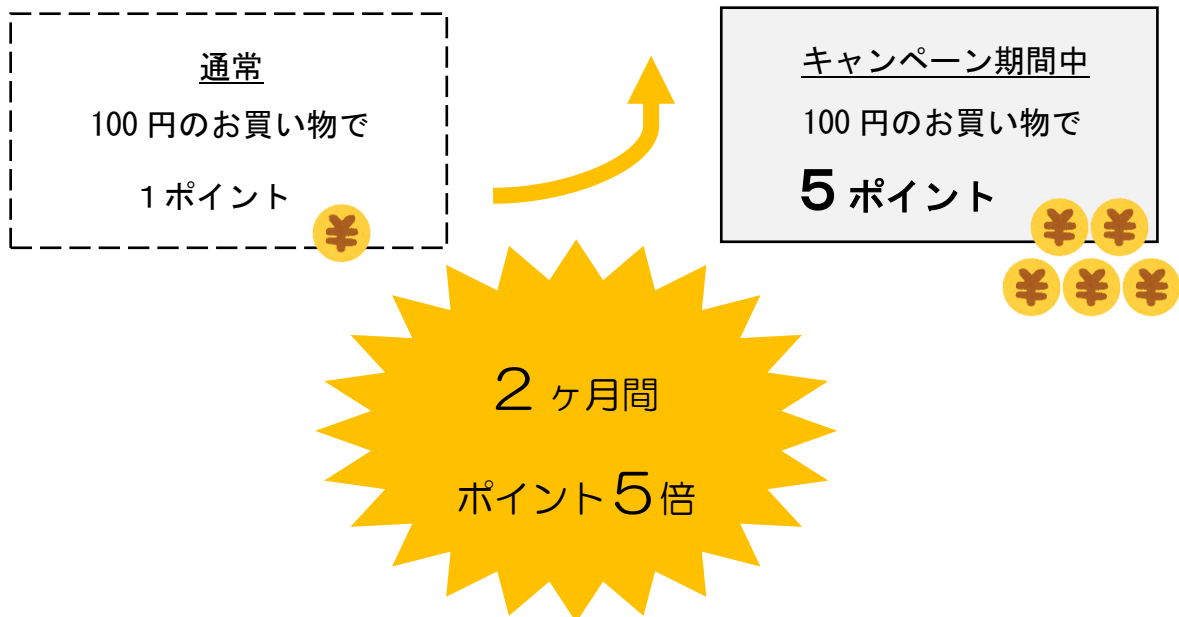 通常
100 円のお買い物で
1 ポイント
キャンペーン期間中
100 円のお買い物で
5 ポイント
２ヶ月間
ポイント５倍